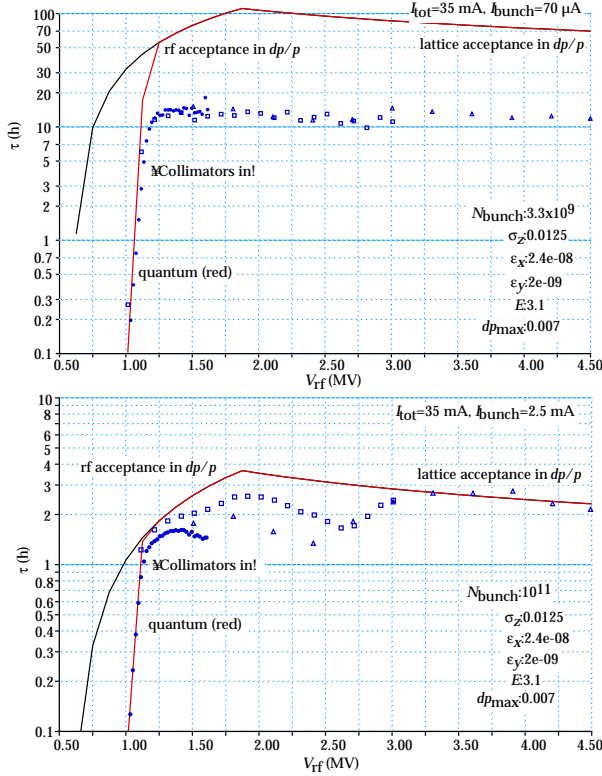 I_tot=35 mA, I_bunch=70 μA
100
70
50
30
20
10
7
5
3
2
1
0.7
0.5
0.3
0.2
0.1
τ (h)
rf acceptance in dp/p
lattice acceptance in dp/p
¥Collimators in!
quantum (red)
N_bunch:3.3x10^9
σ_z:0.0125
ε_x:2.4e-08
ε_y:2e-09
E:3.1
dp_max:0.007
0.50 1.00 1.50 2.00 2.50 3.00 3.50 4.00 4.50
V_rf (MV)
I_tot=35 mA, I_bunch=2.5 mA
10
8
6
5
4
3
2
1
0.8
0.6
0.5
0.4
0.3
0.2
0.1
τ (h)
rf acceptance in dp/p
lattice acceptance in dp/p
¥Collimators in!
quantum (red)
N_bunch:10^11
σ_z:0.0125
ε_x:2.4e-08
ε_y:2e-09
E:3.1
dp_max:0.007
0.50 1.00 1.50 2.00 2.50 3.00 3.50 4.00 4.50
V_rf (MV)